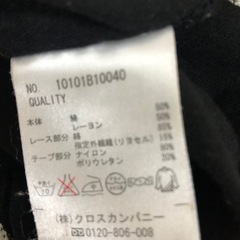 NO. 10101B10040
QUALITY
本体 綿 50%
レーヨン 50%
レース部分 綿 85%
指定外繊維(リヨセル) 15%
テープ部分 ナイロン 80%
ポリウレタン 20%
(株)クロスカンパニー
0120-806-008